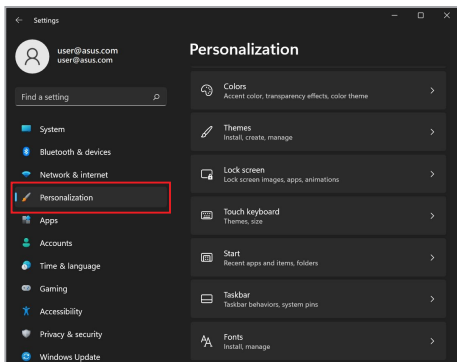 Settings
user@asus.com
user@asus.com
Find a setting
System
Bluetooth & devices
Network & internet
Personalization
Apps
Accounts
Time & language
Gaming
Accessibility
Privacy & security
Windows Update
Personalization
Colors
Accent color, transparency effects, color theme
Themes
Install, create, manage
Lock screen
Lock screen images, apps, animations
Touch keyboard
Themes, size
Start
Recent apps and items, folders
Taskbar
Taskbar behaviors, system pins
Fonts
Install, manage